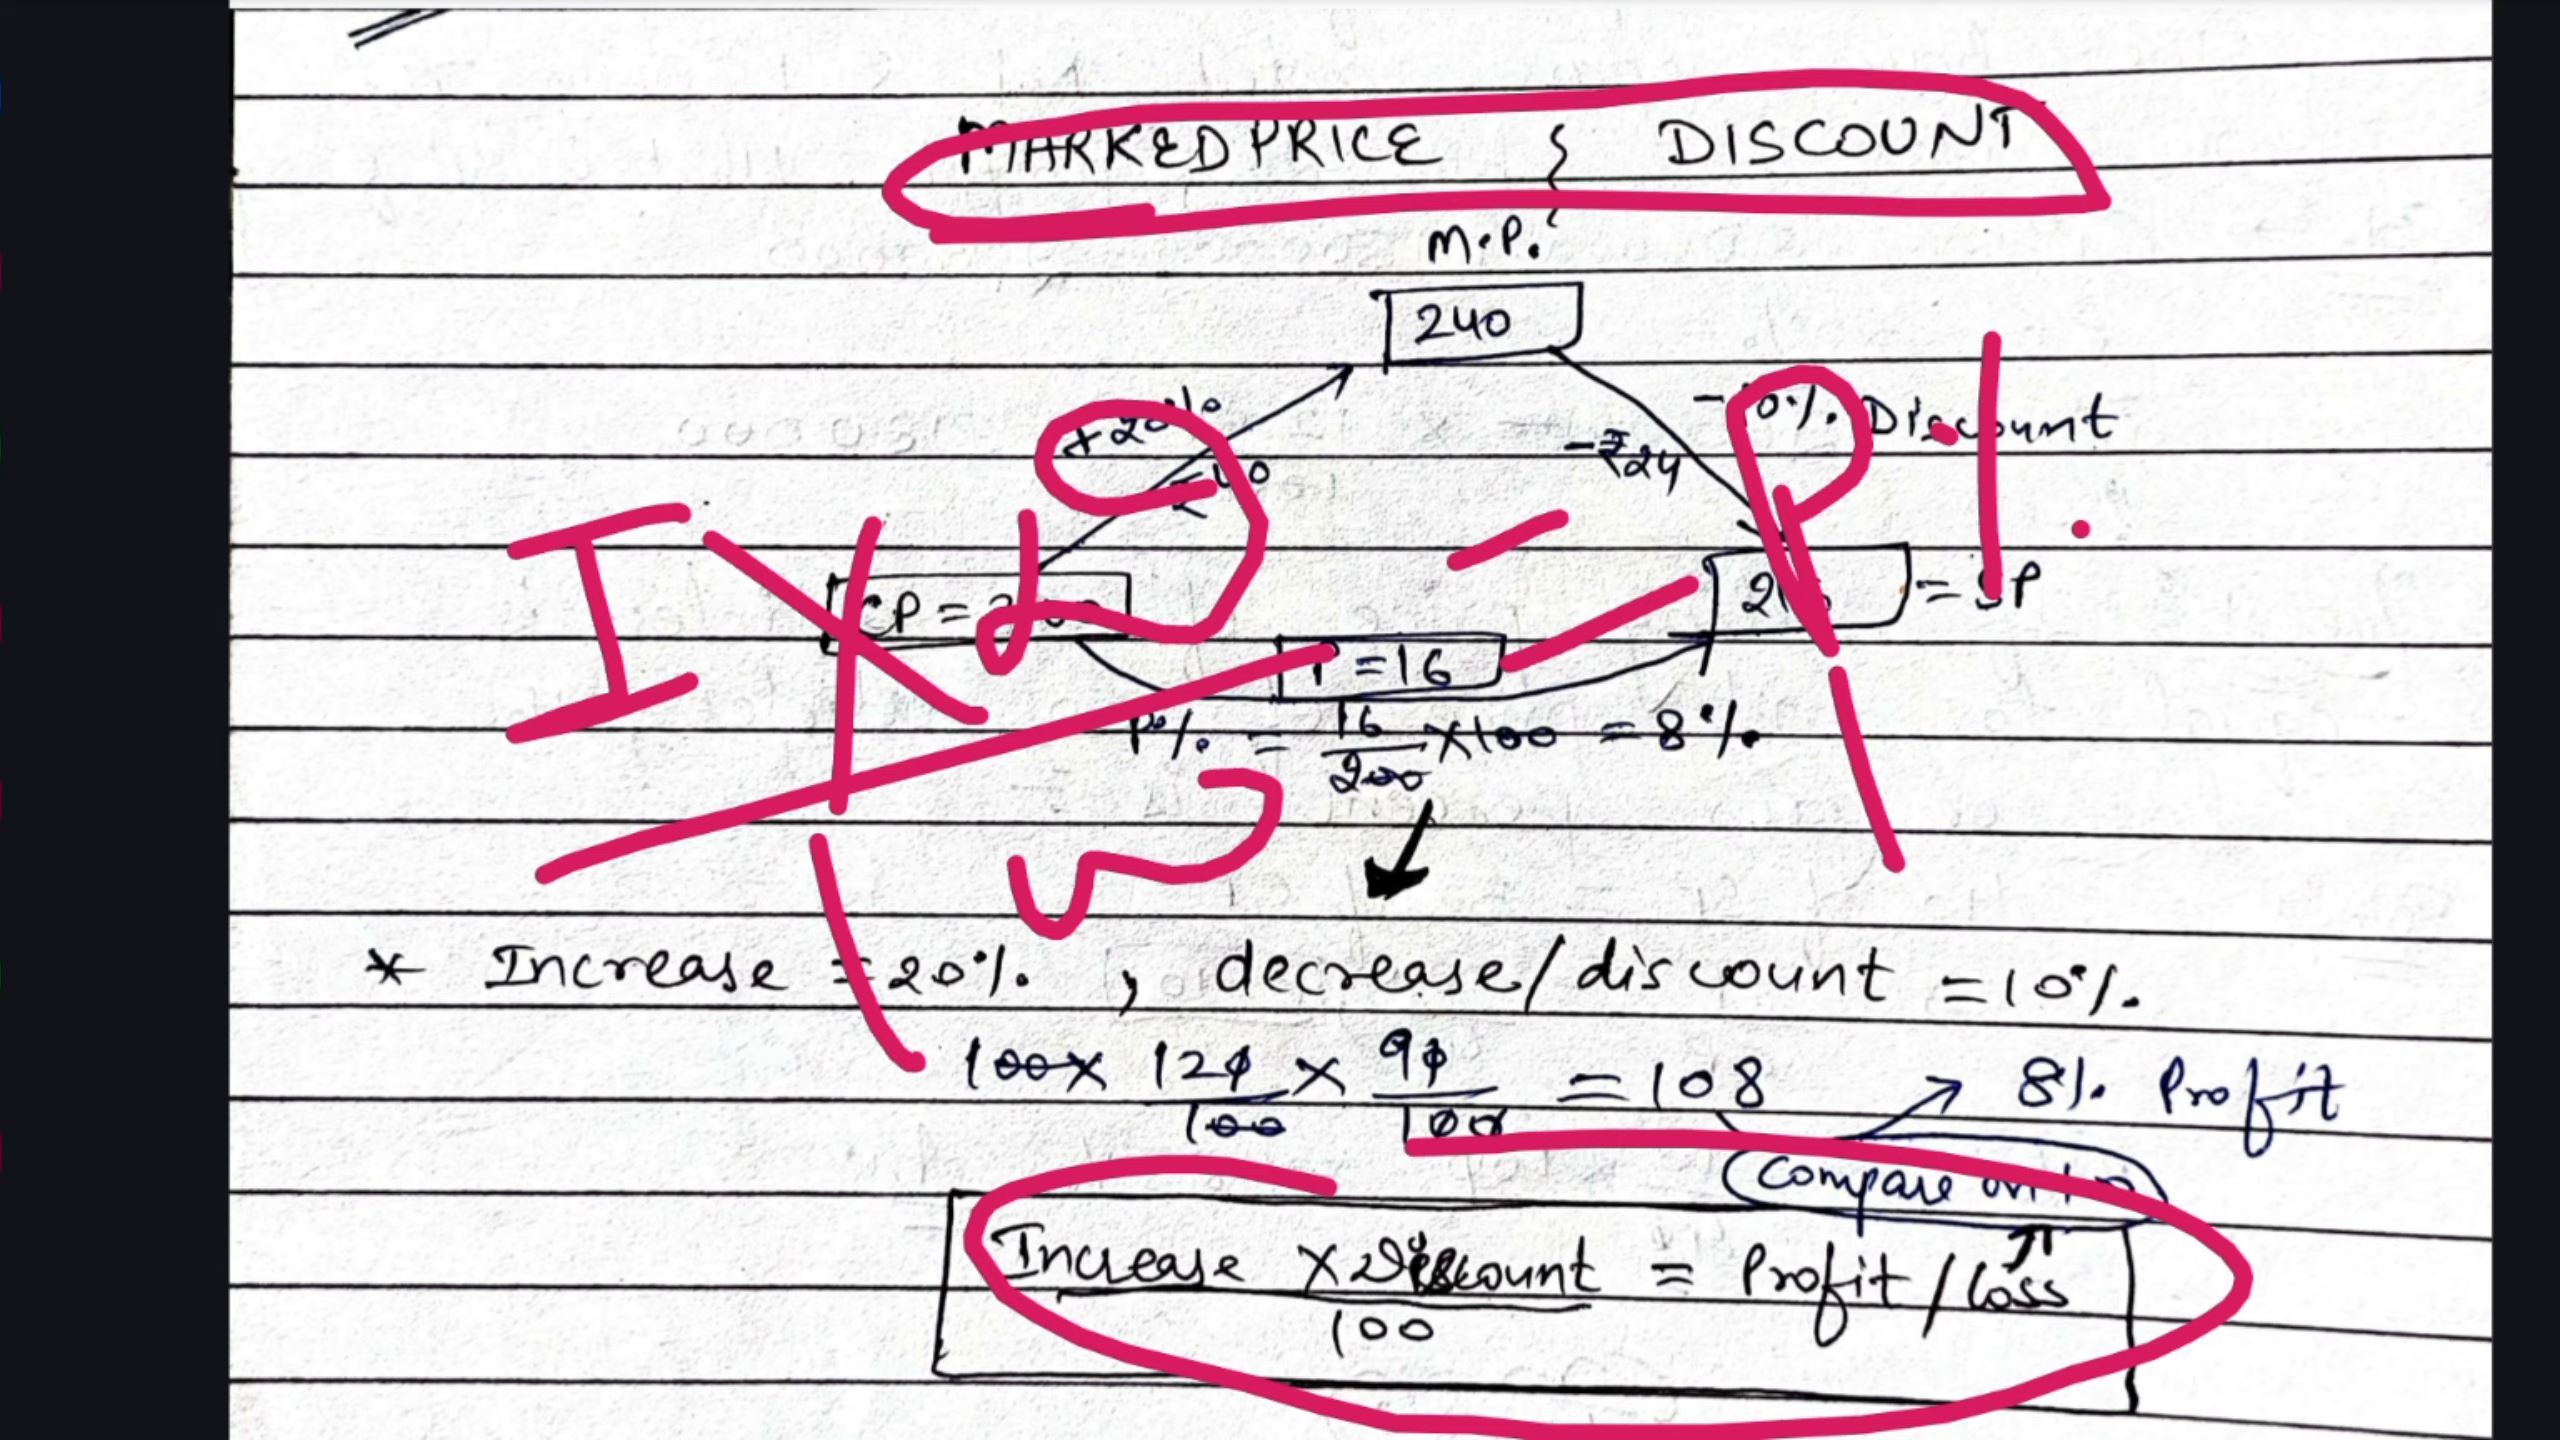 MARKED PRICE & DISCOUNT
M.P.
240
+20%
₹40
-10% Discount
-₹24
CP = 200
216 = SP
P = 16
P% = 16/200 × 100 = 8%
* Increase = 20% , decrease/discount = 10%.
100 × 120/100 × 90/100 = 108 → 8% Profit
Compare on 100
Increase × Discount / 100 = Profit / Loss